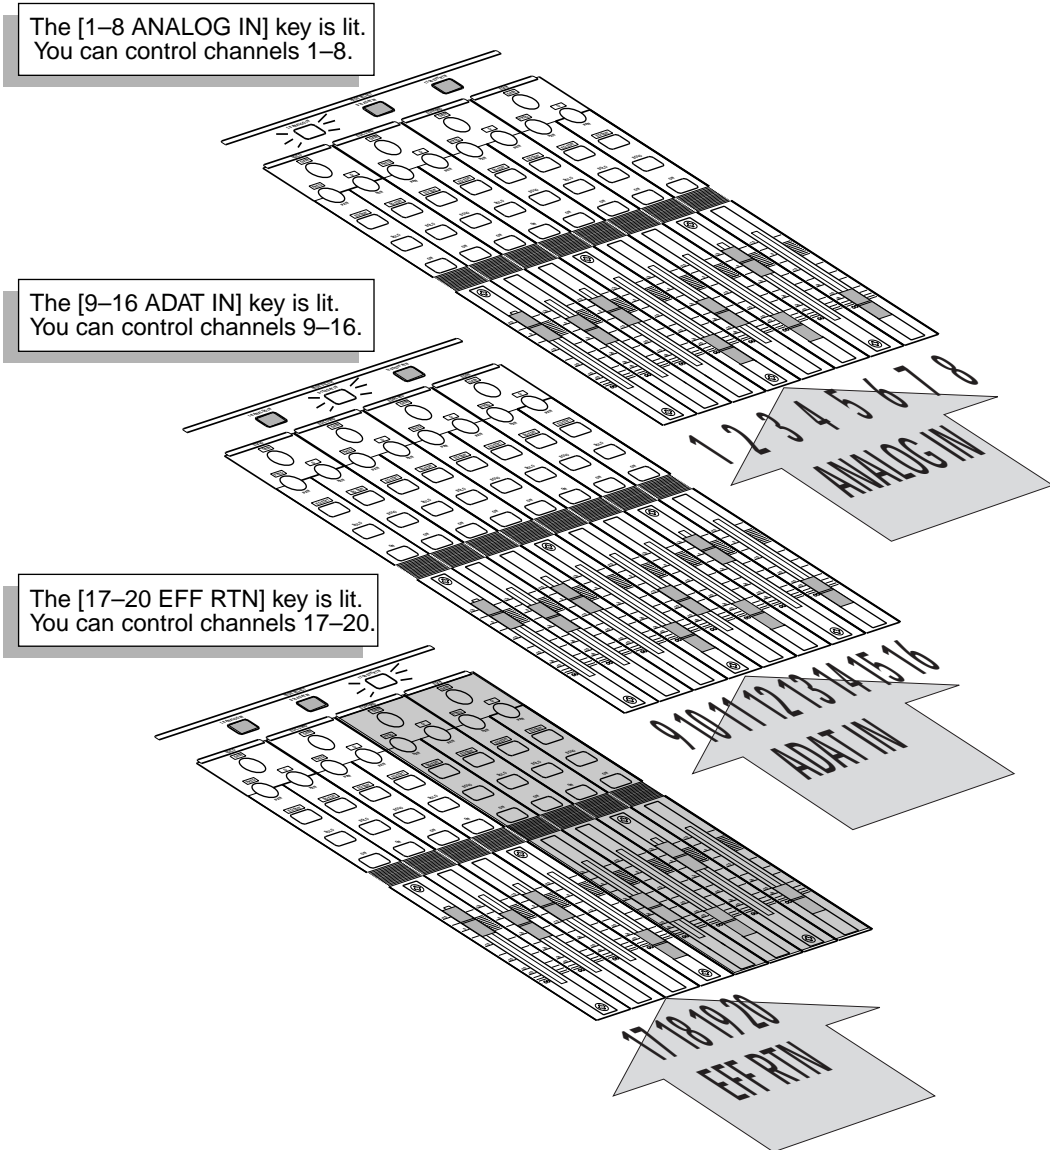 The [1–8 ANALOG IN] key is lit.
You can control channels 1–8.
1 2 3 4 5 6 7 8
ANALOG IN
The [9–16 ADAT IN] key is lit.
You can control channels 9–16.
9 10 11 12 13 14 15 16
ADAT IN
The [17–20 EFF RTN] key is lit.
You can control channels 17–20.
17 18 19 20
EFF RTN